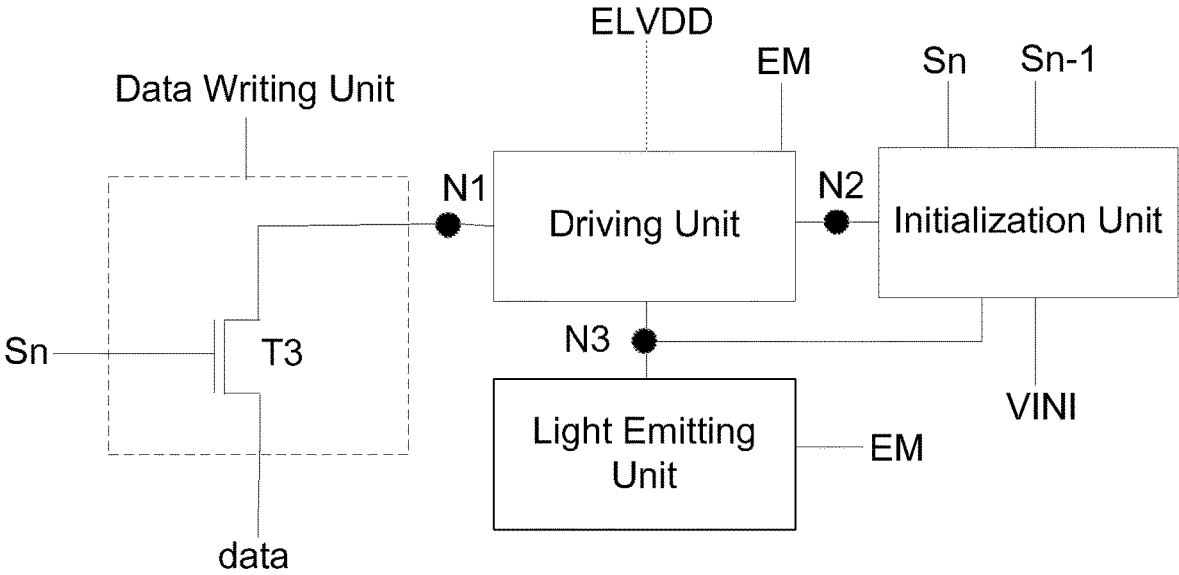 ELVDD
EM
Sn
Sn-1
Data Writing Unit
N1
N2
Driving Unit
Initialization Unit
Sn
T3
N3
VINI
Light Emitting
Unit
EM
data